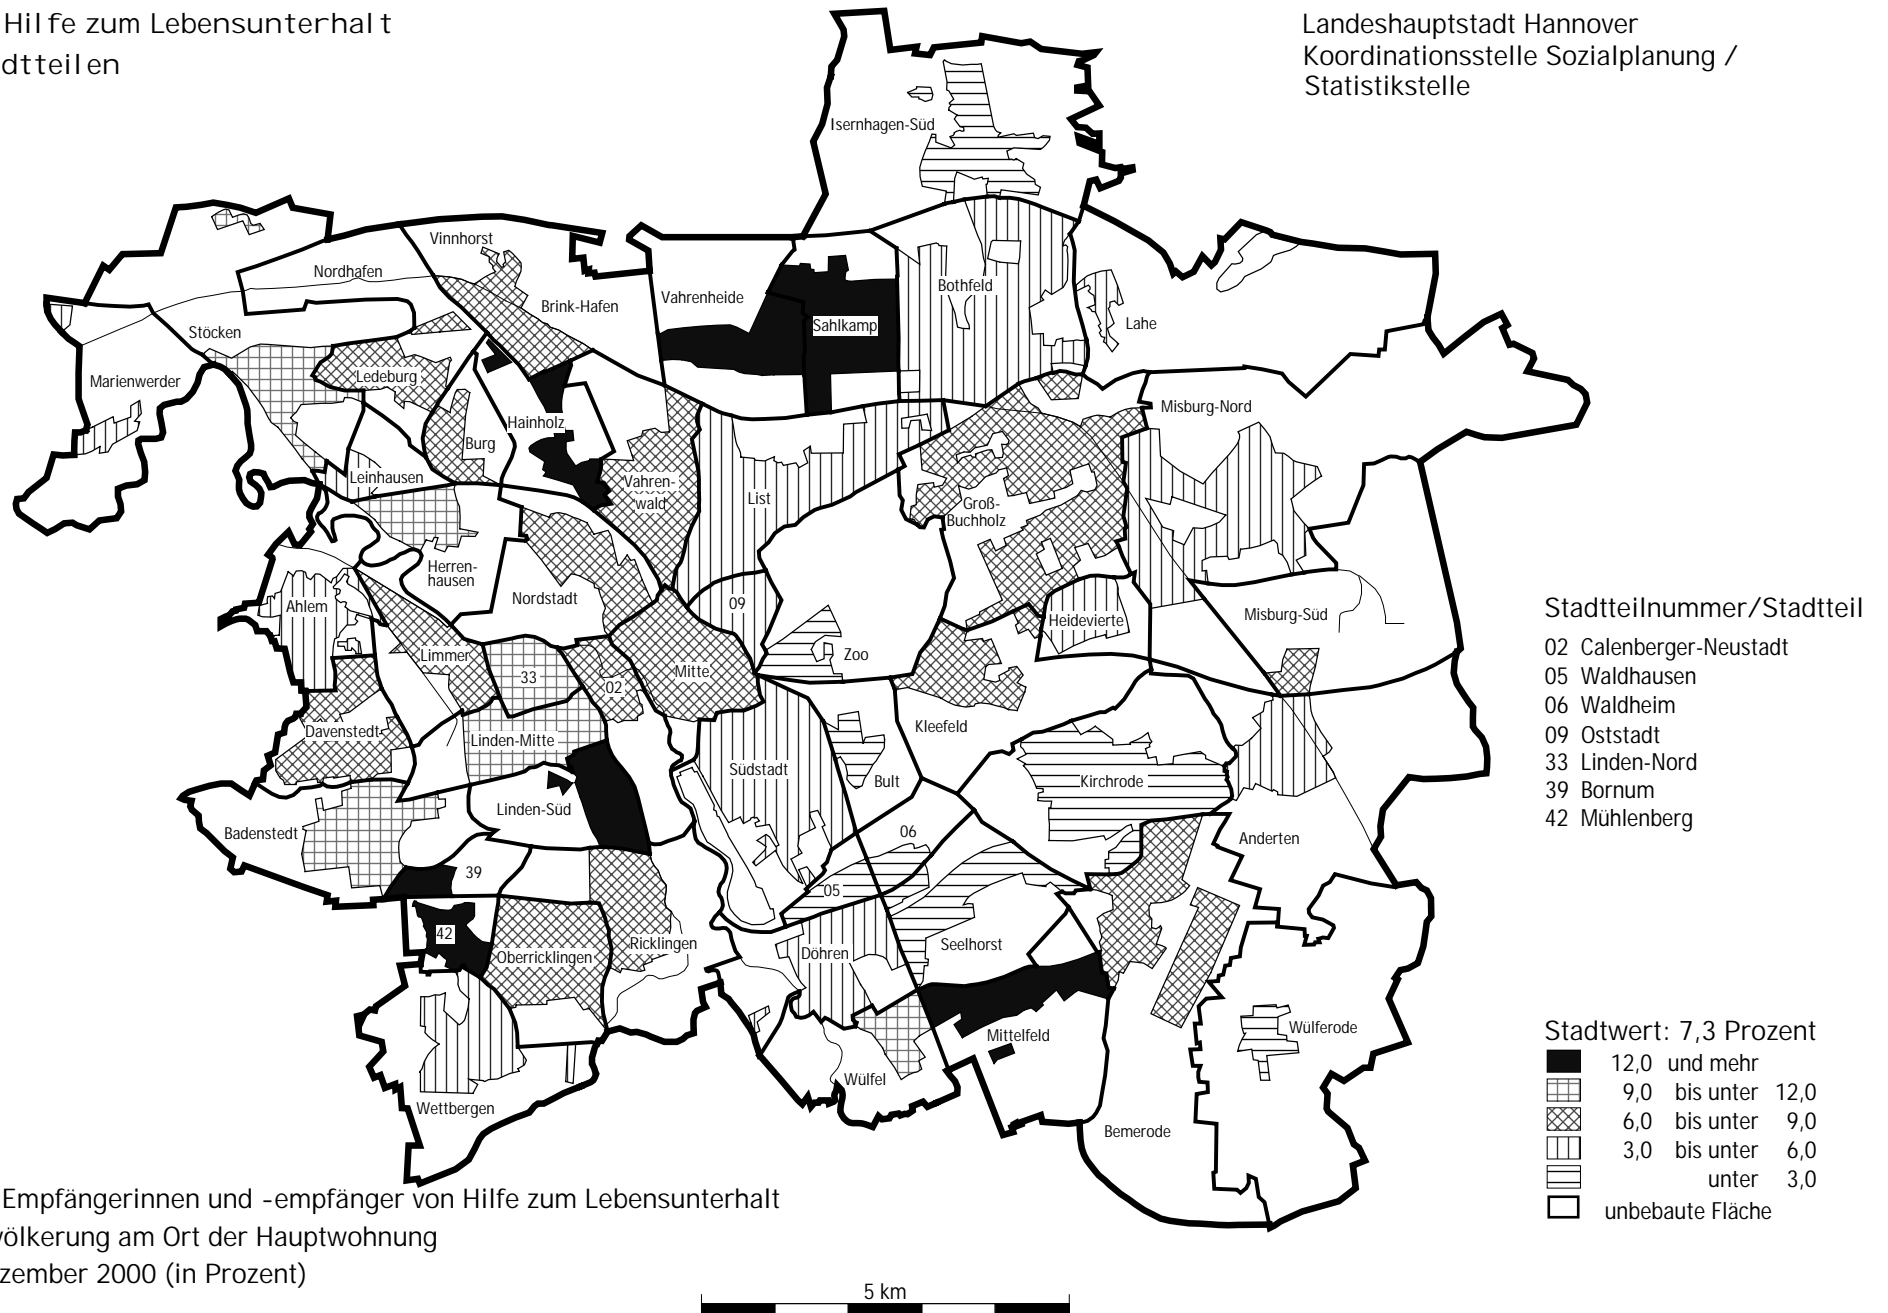 Hilfe zum Lebensunterhalt
dtteilen
Landeshauptstadt Hannover
Koordinationsstelle Sozialplanung /
Statistikstelle
Isernhagen-Süd
Vinnhorst
Nordhafen
Brink-Hafen
Vahrenheide
Bothfeld
Sahlkamp
Lahe
Stöcken
Marienwerder
Ledeburg
Misburg-Nord
Hainholz
Burg
Leinhausen
Vahren-
wald
List
Groß-
Buchholz
Herren-
hausen
Nordstadt
Ahlem
09
Heidevierte
Misburg-Süd
Limmer
Zoo
Mitte
33
02
Davenstedt
Linden-Mitte
Kleefeld
Südstadt
Bult
Kirchrode
Linden-Süd
Badenstedt
06
Anderten
39
05
42
Oberricklingen
Ricklingen
Döhren
Seelhorst
Mittelfeld
Wülferode
Wülfel
Wettbergen
Bemerode
Stadtteilnummer/Stadtteil
02 Calenberger-Neustadt
05 Waldhausen
06 Waldheim
09 Oststadt
33 Linden-Nord
39 Bornum
42 Mühlenberg
Stadtwert: 7,3 Prozent
12,0 und mehr
9,0 bis unter 12,0
6,0 bis unter 9,0
3,0 bis unter 6,0
unter 3,0
unbebaute Fläche
Empfängerinnen und -empfänger von Hilfe zum Lebensunterhalt
völkerung am Ort der Hauptwohnung
zember 2000 (in Prozent)
5 km